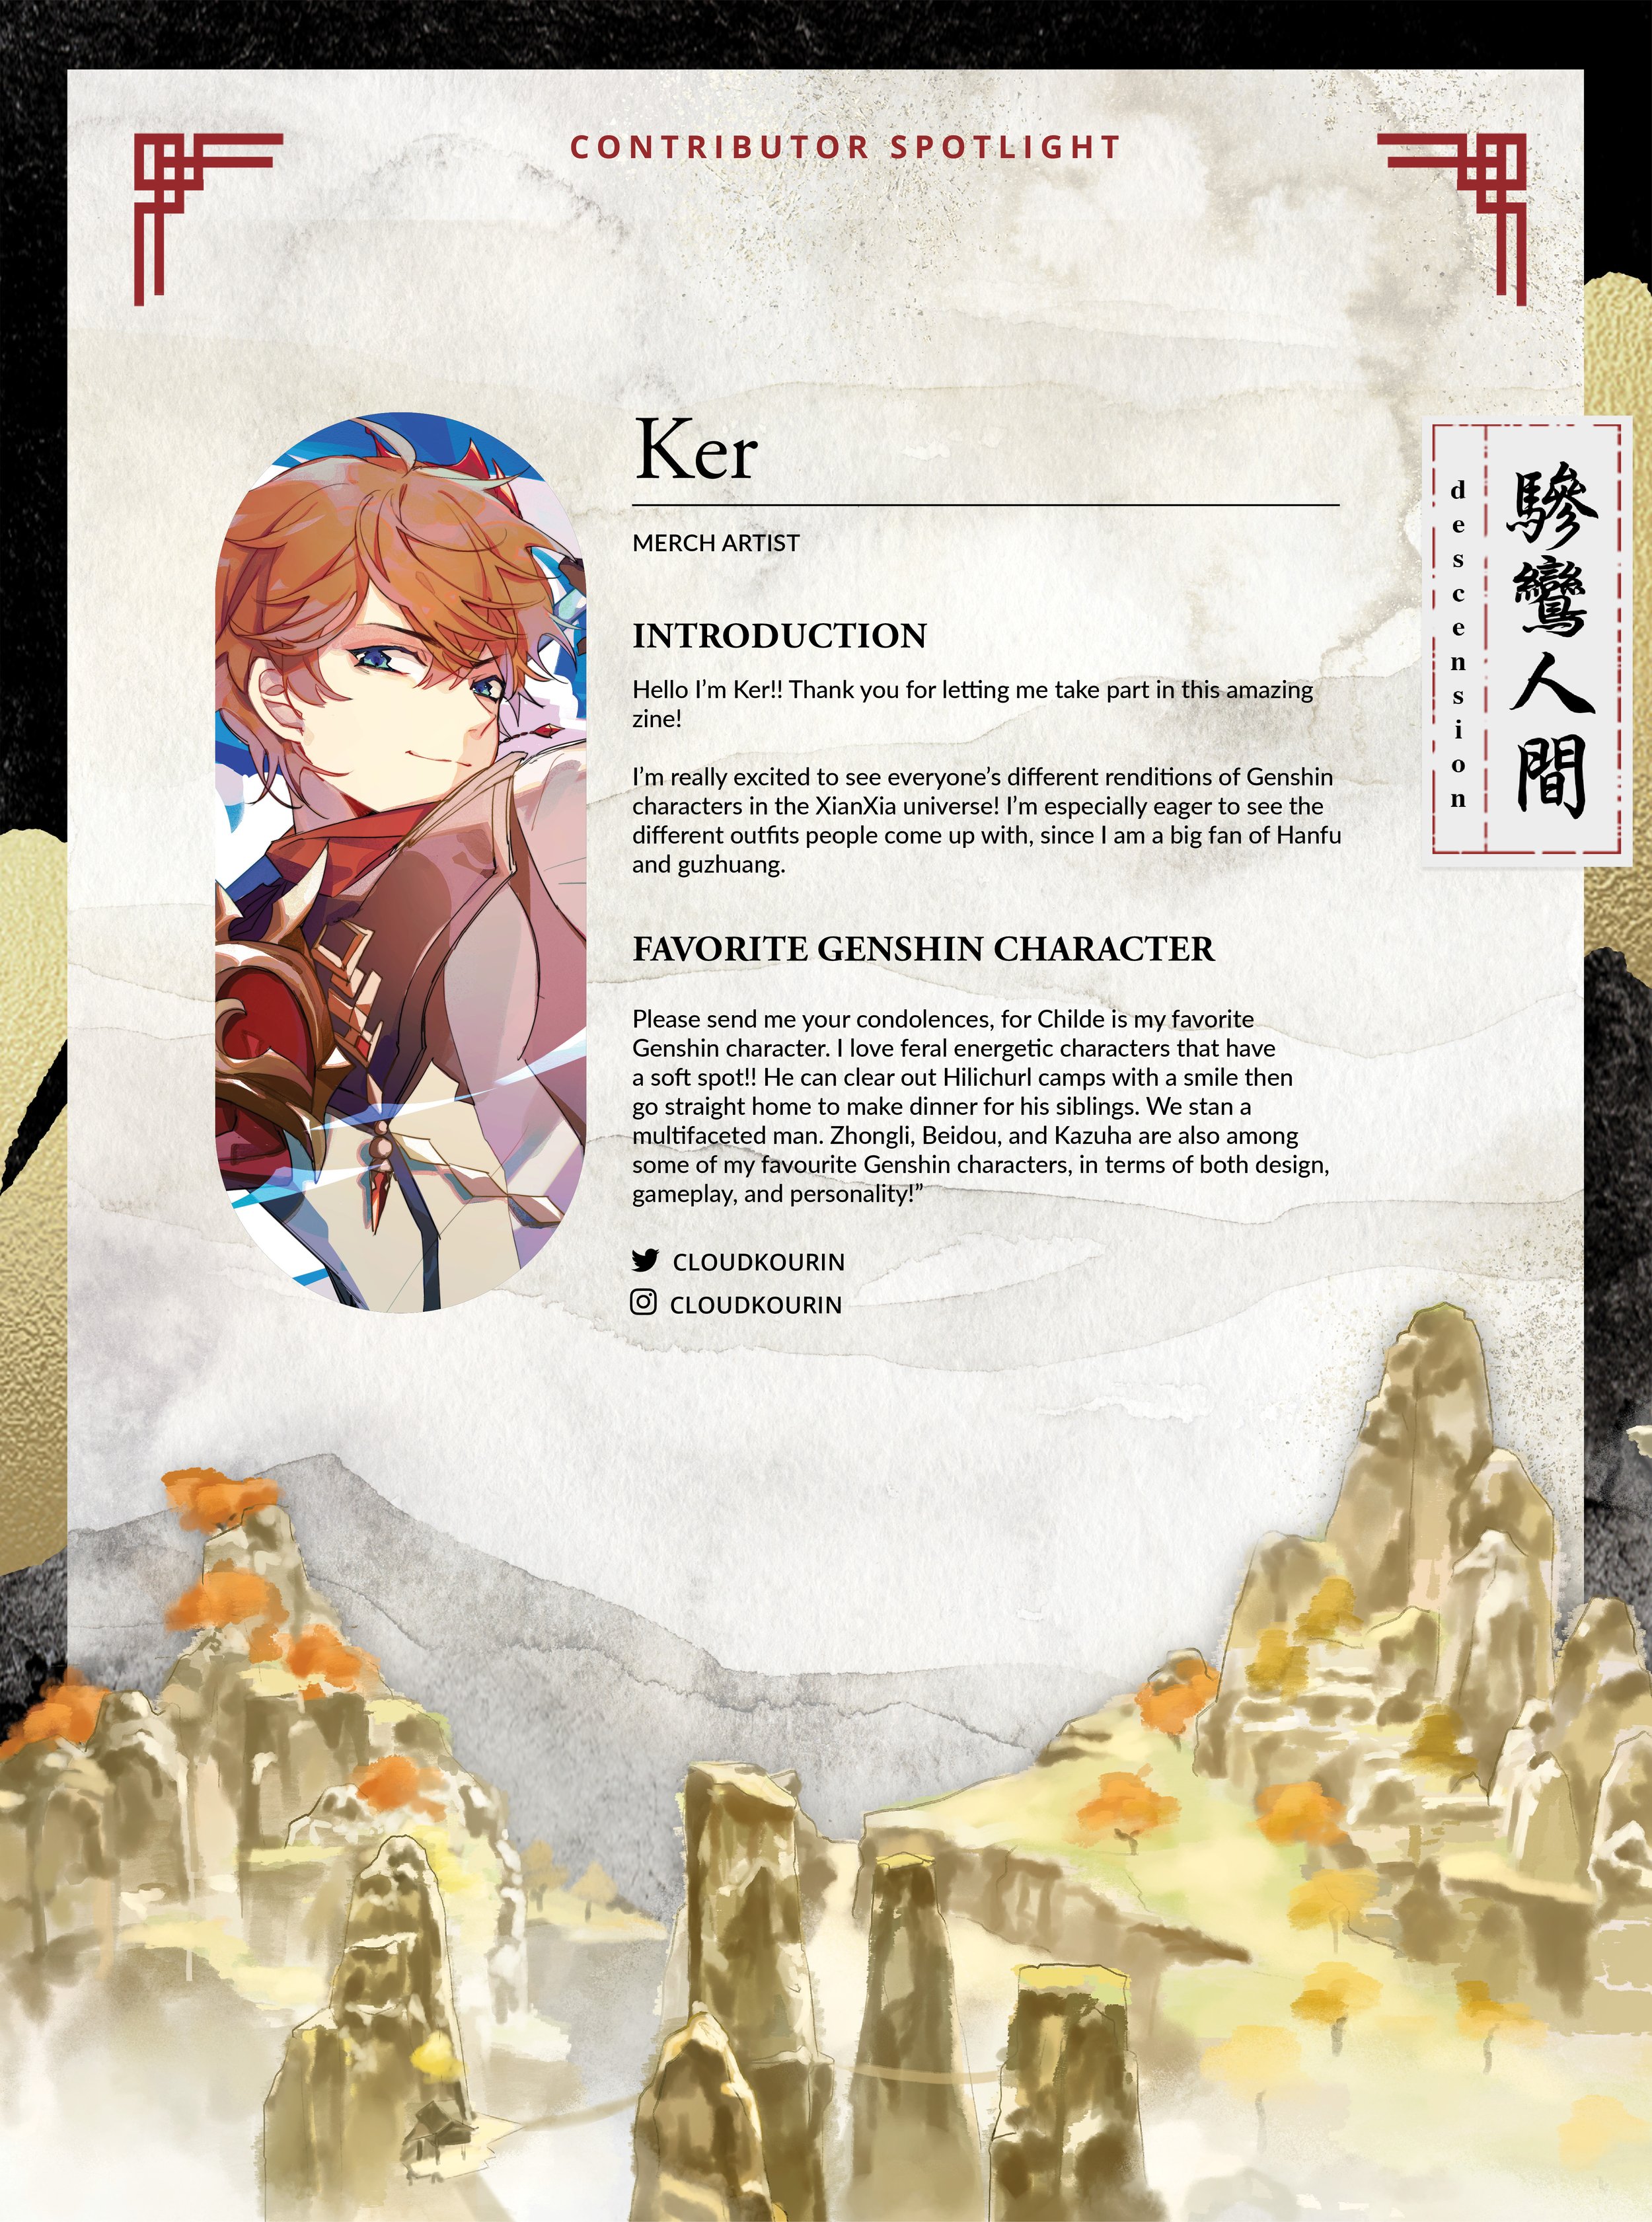 CONTRIBUTOR SPOTLIGHT
Ker
MERCH ARTIST
INTRODUCTION
Hello I’m Ker!! Thank you for letting me take part in this amazing
zine!
I’m really excited to see everyone’s different renditions of Genshin
characters in the XianXia universe! I’m especially eager to see the
different outfits people come up with, since I am a big fan of Hanfu
and guzhuang.
FAVORITE GENSHIN CHARACTER
Please send me your condolences, for Childe is my favorite
Genshin character. I love feral energetic characters that have
a soft spot!! He can clear out Hilichurl camps with a smile then
go straight home to make dinner for his siblings. We stan a
multifaceted man. Zhongli, Beidou, and Kazuha are also among
some of my favourite Genshin characters, in terms of both design,
gameplay, and personality!”
CLOUDKOURIN
CLOUDKOURIN
驂鸞人間
descension